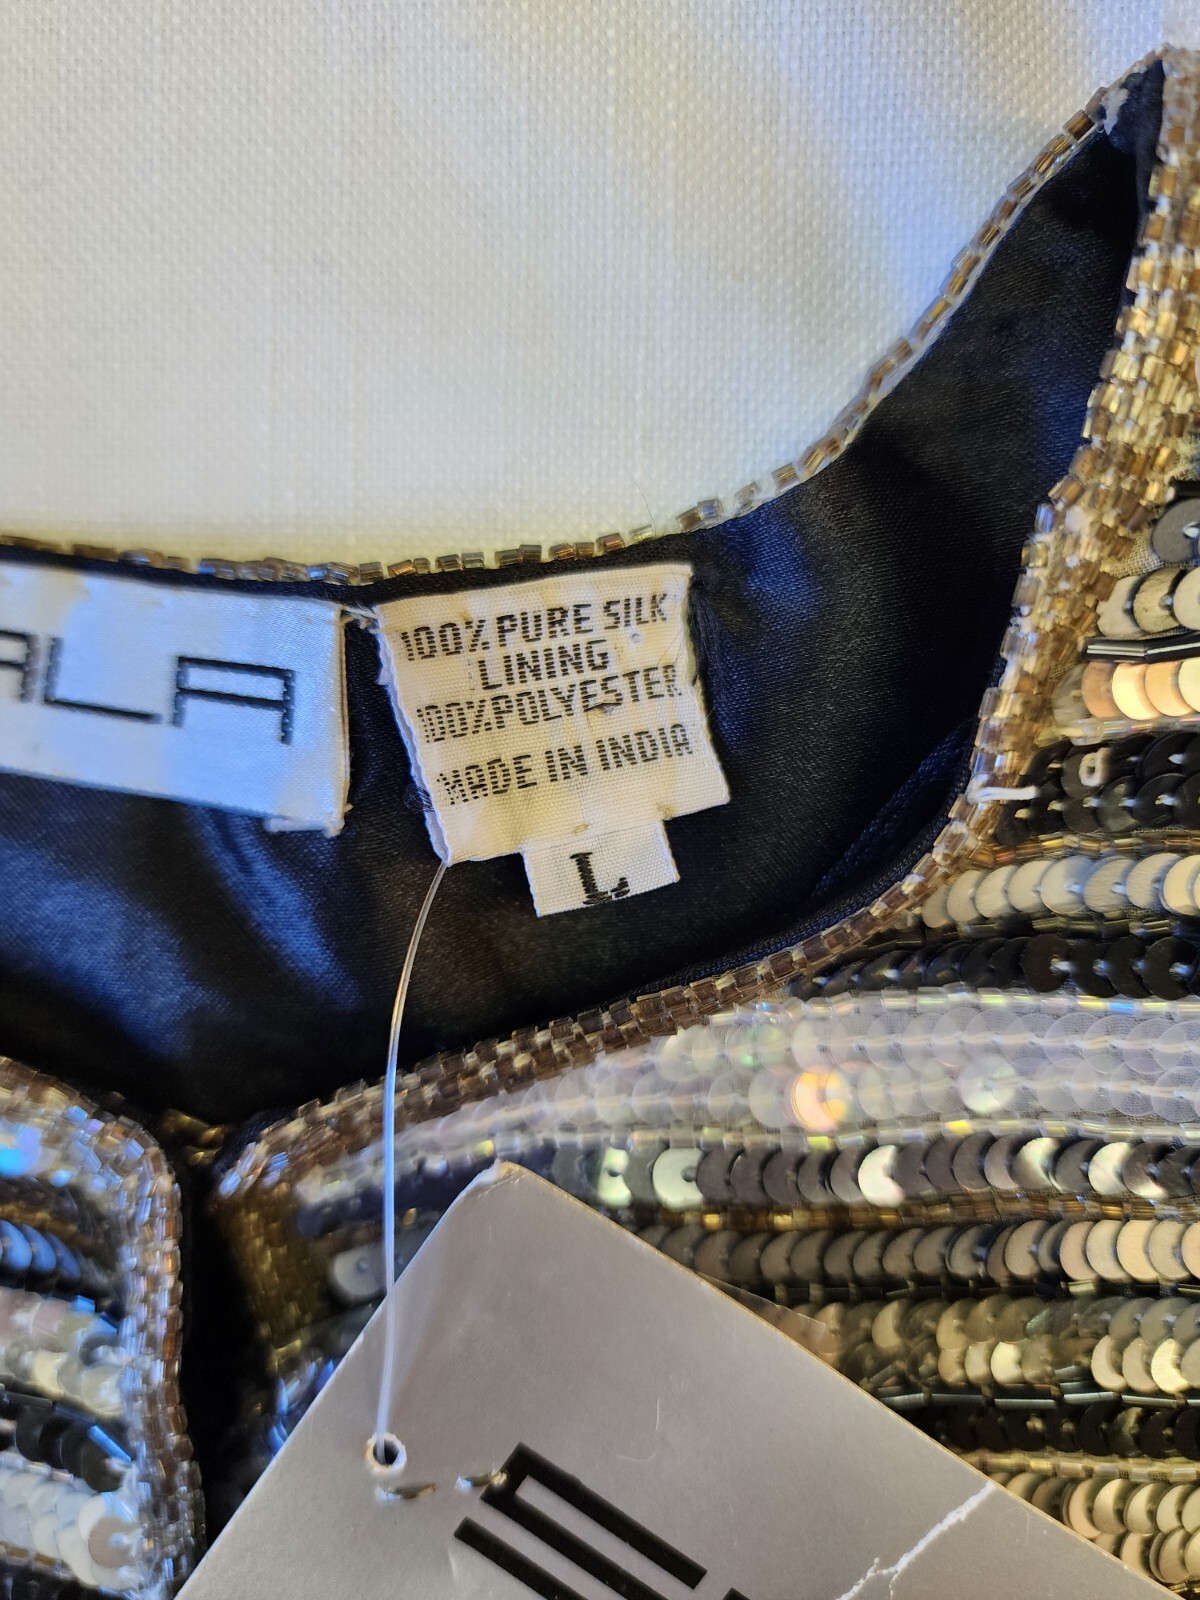 ALA
100% PURE SILK
LINING
100%POLYESTER
MADE IN INDIA
L